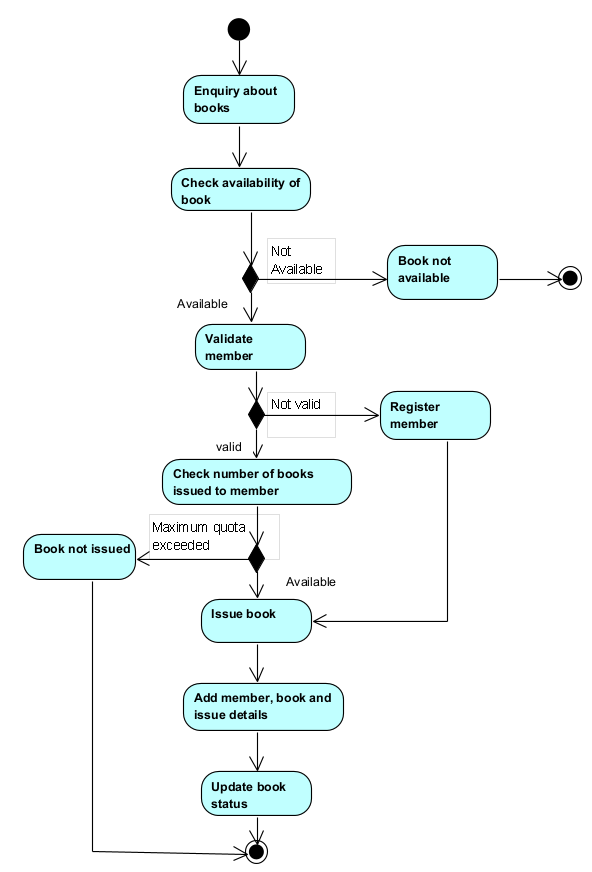 Enquiry about
books
Check availability of
book
Not
Available
Book not
available
Available
Validate
member
Not valid
Register
member
valid
Check number of books
issued to member
Maximum quota
exceeded
Book not issued
Available
Issue book
Add member, book and
issue details
Update book
status